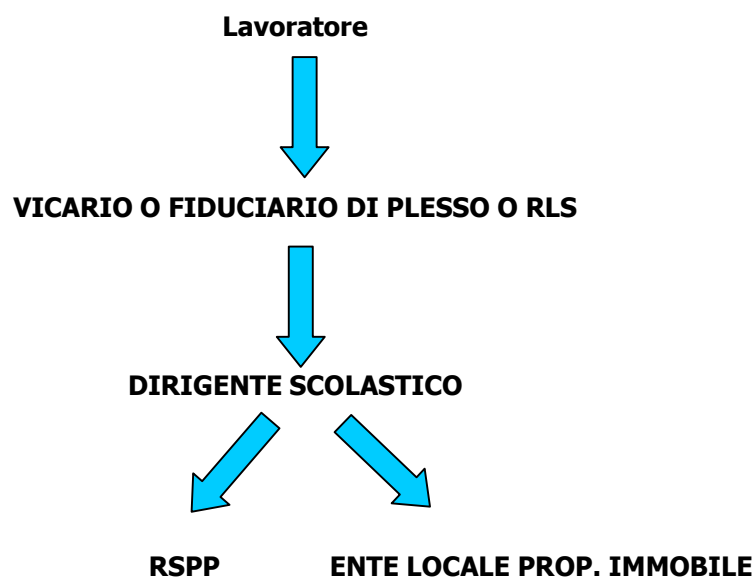 Lavoratore
VICARIO O FIDUCIARIO DI PLESSO O RLS
DIRIGENTE SCOLASTICO
RSPP ENTE LOCALE PROP. IMMOBILE